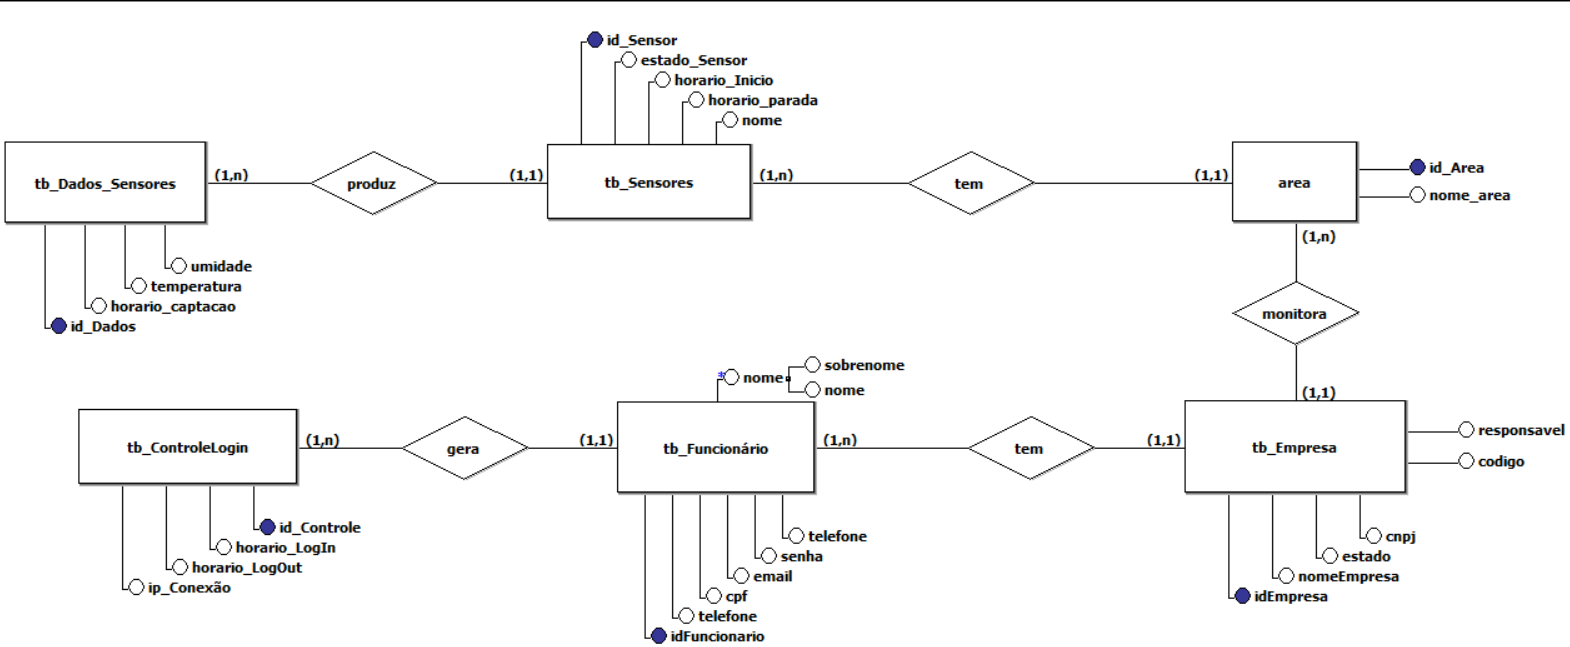 id_Sensor
estado_Sensor
horario_Inicio
horario_parada
nome
tb_Dados_Sensores
(1,n)
produz
(1,1)
tb_Sensores
(1,n)
tem
(1,1)
area
id_Area
nome_area
umidade
temperatura
horario_captacao
id_Dados
(1,n)
monitora
(1,1)
* nome
sobrenome
nome
tb_ControleLogin
(1,n)
gera
(1,1)
tb_Funcionário
(1,n)
tem
(1,1)
tb_Empresa
responsavel
codigo
id_Controle
horario_LogIn
horario_LogOut
ip_Conexão
telefone
senha
email
cpf
telefone
idFuncionario
cnpj
estado
nomeEmpresa
idEmpresa